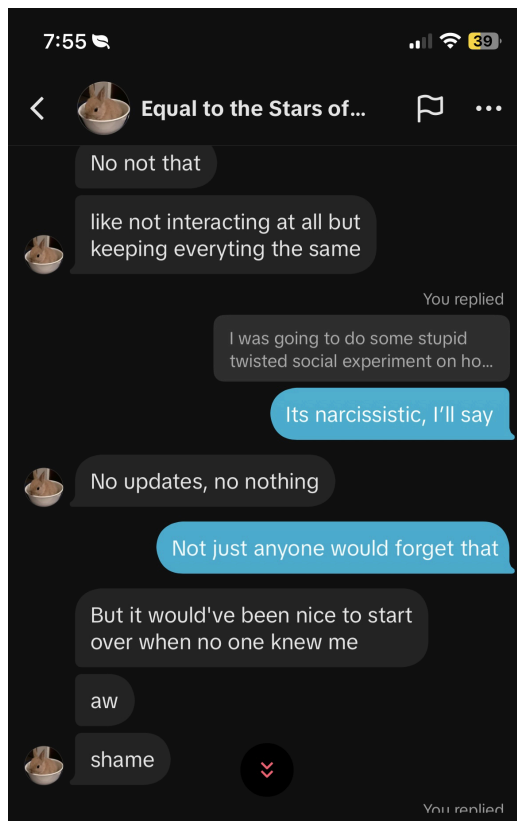 7:55
39
Equal to the Stars of...
No not that
like not interacting at all but
keeping everyting the same
You replied
I was going to do some stupid
twisted social experiment on ho...
Its narcissistic, I'll say
No updates, no nothing
Not just anyone would forget that
But it would've been nice to start
over when no one knew me
aw
shame
You replied